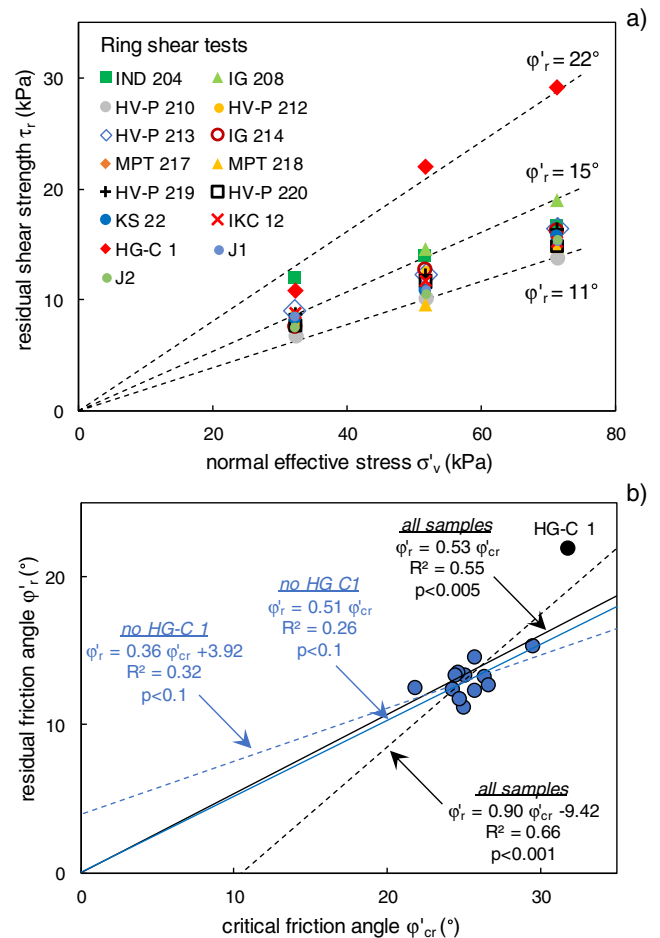 a)
Ring shear tests
IND 204 IG 208
HV-P 210 HV-P 212
HV-P 213 IG 214
MPT 217 MPT 218
HV-P 219 HV-P 220
KS 22 IKC 12
HG-C 1 J1
J2
φ'r = 22°
φ'r = 15°
φ'r = 11°
residual shear strength τr (kPa)
30
20
10
0
0 20 40 60 80
normal effective stress σ'v (kPa)
b)
all samples
φ'r = 0.53 φ'cr
R² = 0.55
p<0.005
HG-C 1
no HG C1
φ'r = 0.51 φ'cr
R² = 0.26
p<0.1
no HG-C 1
φ'r = 0.36 φ'cr +3.92
R² = 0.32
p<0.1
all samples
φ'r = 0.90 φ'cr -9.42
R² = 0.66
p<0.001
residual friction angle φ'r (°)
20
10
0
0 10 20 30
critical friction angle φ'cr (°)